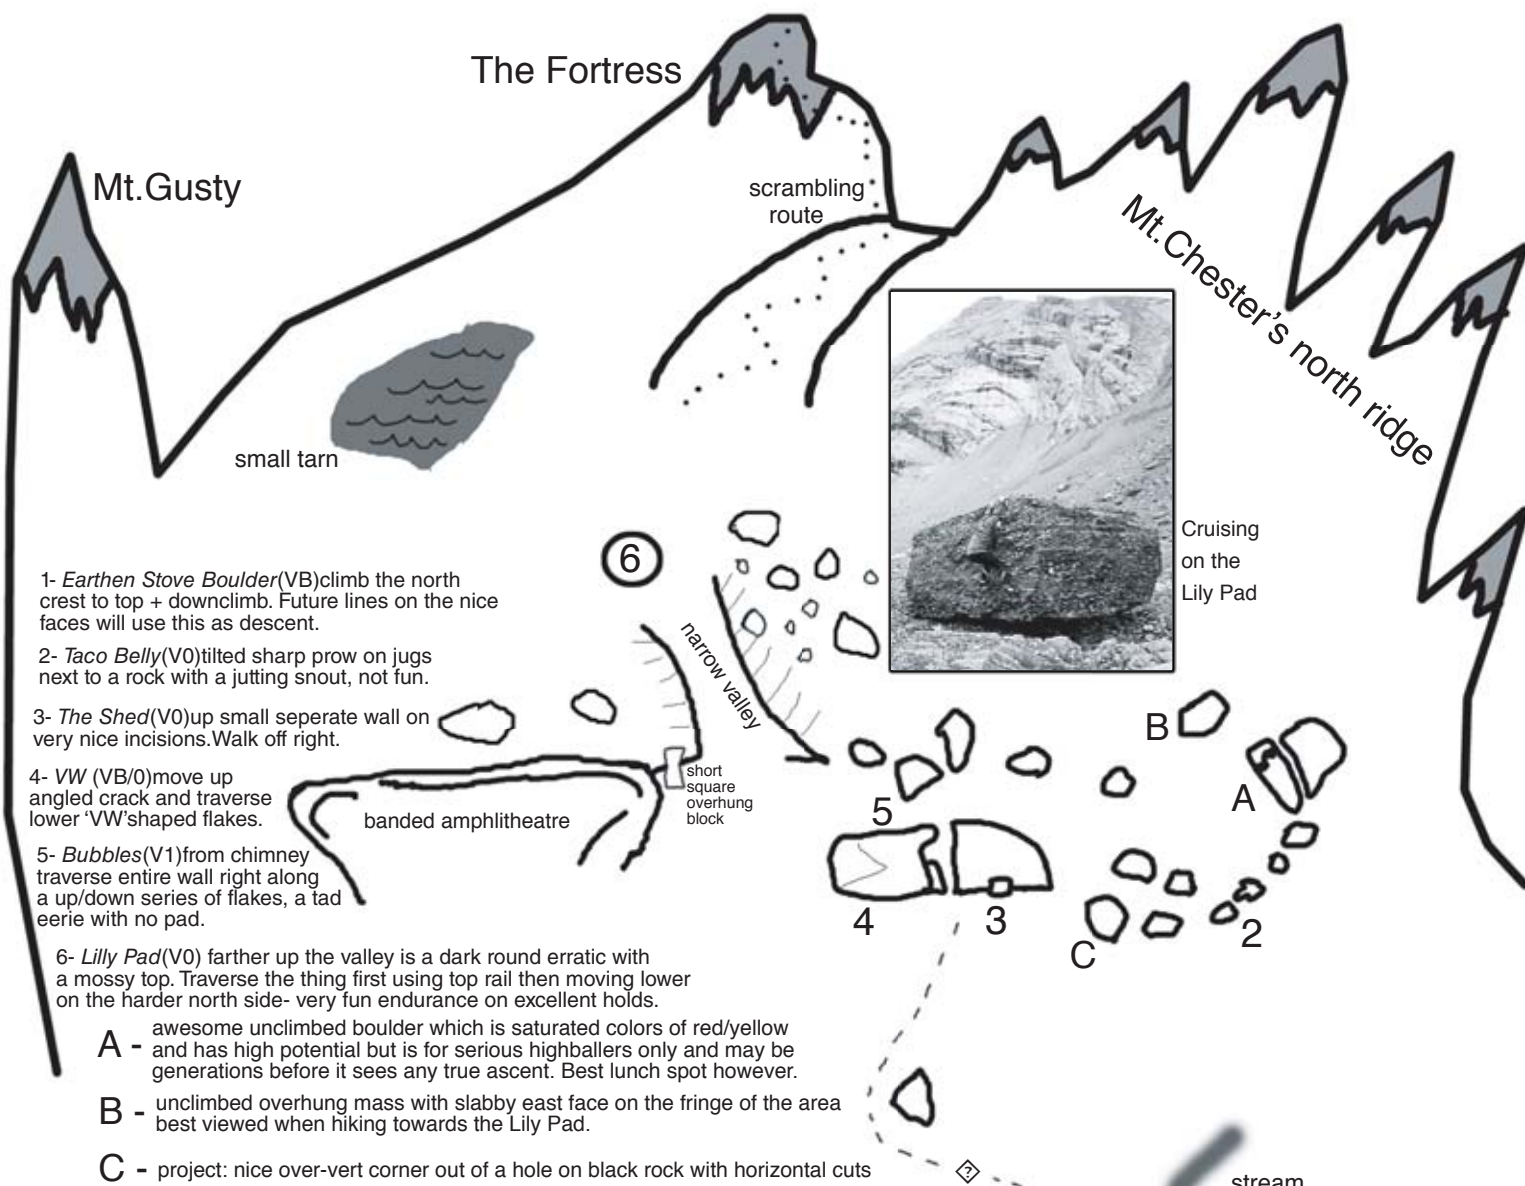 The Fortress
Mt.Gusty
scrambling
route
Mt.Chester's north ridge
small tarn
Cruising
on the
Lily Pad
6
narrow valley
1- Earthen Stove Boulder(VB)climb the north
crest to top + downclimb. Future lines on the nice
faces will use this as descent.
2- Taco Belly(V0)tilted sharp prow on jugs
next to a rock with a jutting snout, not fun.
3- The Shed(V0)up small seperate wall on
very nice incisions.Walk off right.
4- VW (VB/0)move up
angled crack and traverse
lower 'VW'shaped flakes.
5- Bubbles(V1)from chimney
traverse entire wall right along
a up/down series of flakes, a tad
eerie with no pad.
6- Lilly Pad(V0) farther up the valley is a dark round erratic with
a mossy top. Traverse the thing first using top rail then moving lower
on the harder north side- very fun endurance on excellent holds.
banded amphlitheatre
short
square
overhung
block
B
A
5
4
3
2
C
A - awesome unclimbed boulder which is saturated colors of red/yellow
and has high potential but is for serious highballers only and may be
generations before it sees any true ascent. Best lunch spot however.
B - unclimbed overhung mass with slabby east face on the fringe of the area
best viewed when hiking towards the Lily Pad.
C - project: nice over-vert corner out of a hole on black rock with horizontal cuts
?
stream